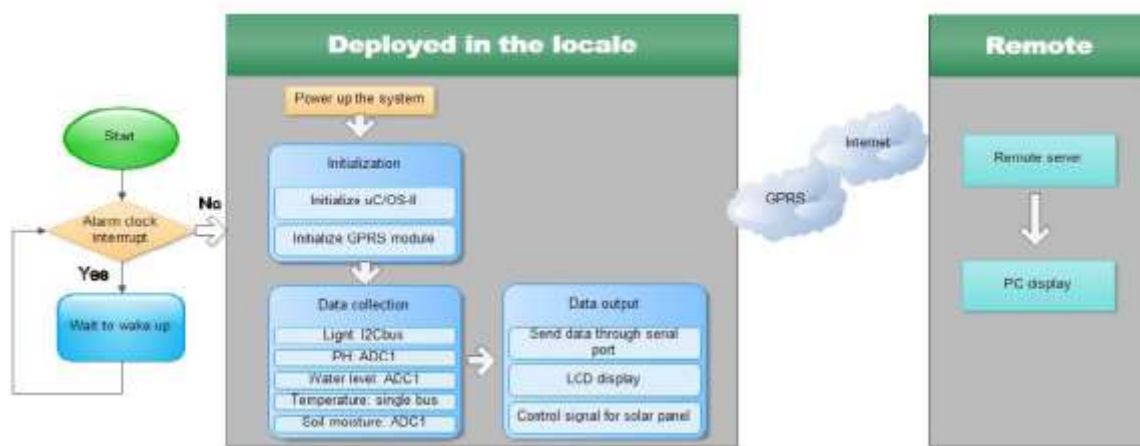 Deployed in the locale
Remote
Power up the system
Start
Initialization
Initialize uC/OS-II
Initialize GPRS module
Alarm clock
interrupt
No
Yes
Wait to wake up
Data collection
Light: I2Cbus
PH: ADC1
Water level: ADC1
Temperature: single bus
Soil moisture: ADC1
Data output
Send data through serial
port
LCD display
Control signal for solar panel
GPRS
Internet
Remote server
PC display